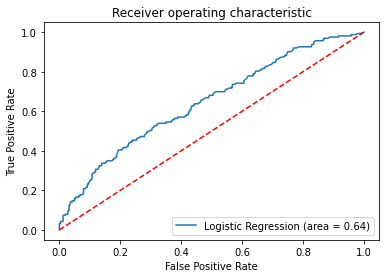 Receiver operating characteristic
True Positive Rate
1.0
0.8
0.6
0.4
0.2
0.0
Logistic Regression (area = 0.64)
0.0 0.2 0.4 0.6 0.8 1.0
False Positive Rate